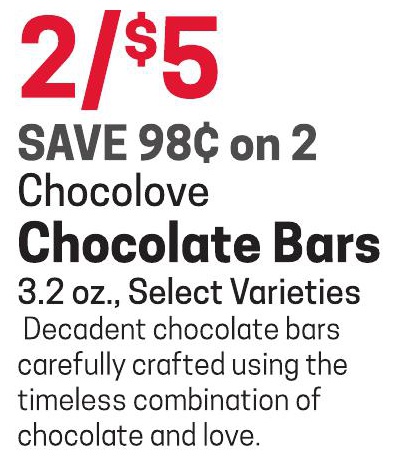 2/$5
SAVE 98¢ on 2
Chocolove
Chocolate Bars
3.2 oz., Select Varieties
Decadent chocolate bars
carefully crafted using the
timeless combination of
chocolate and love.